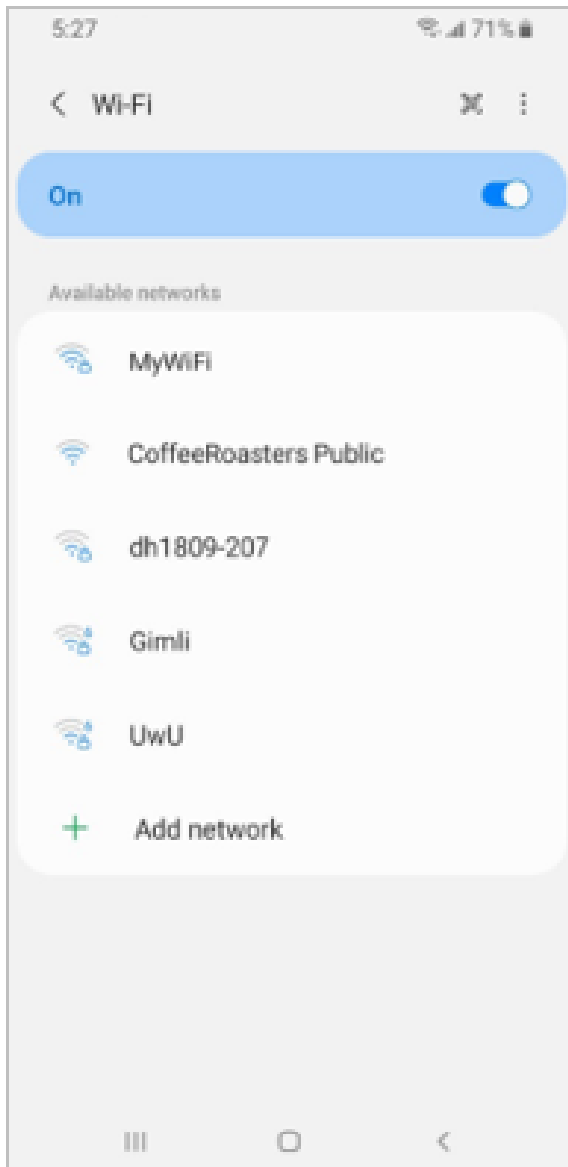 5:27 71%
Wi-Fi
On
Available networks
MyWiFi
CoffeeRoasters Public
dh1809-207
Gimli
UwU
Add network